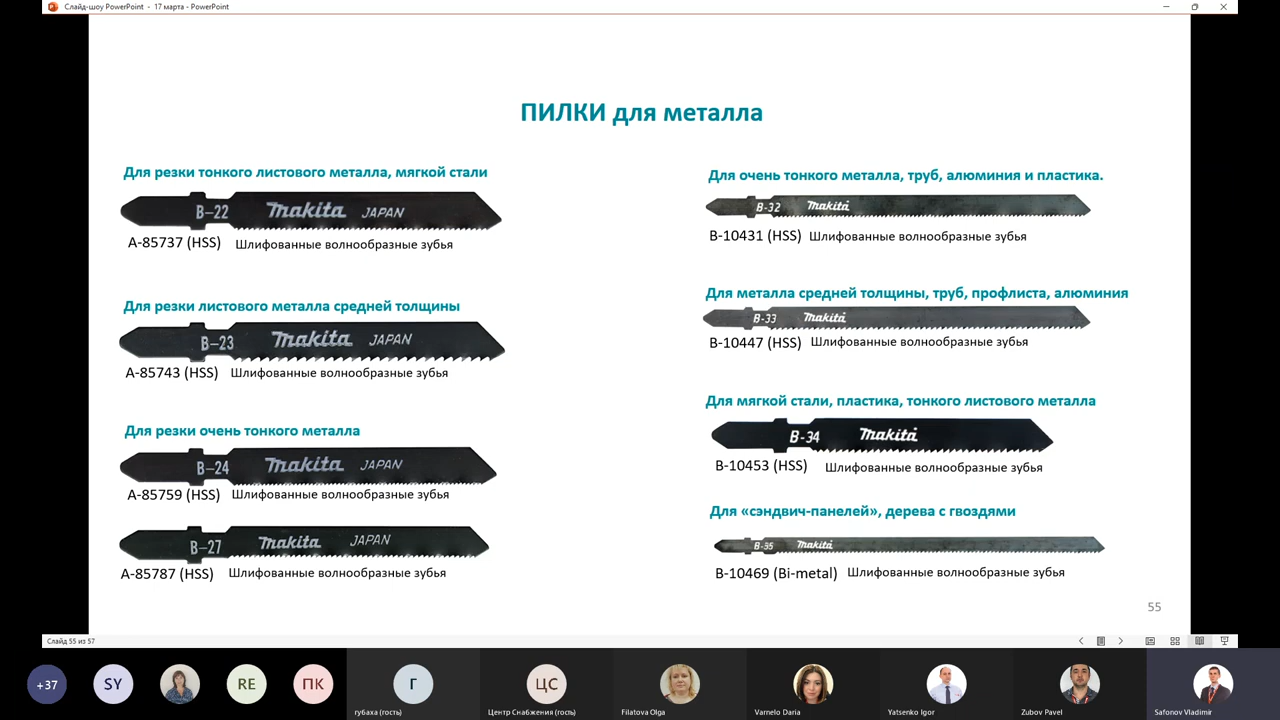 Слайд-шоу PowerPoint - 17 марта - PowerPoint
ПИЛКИ для металла
Для резки тонкого листового металла, мягкой стали
B-22 makita JAPAN
A-85737 (HSS) Шлифованные волнообразные зубья
Для резки листового металла средней толщины
B-23 makita JAPAN
A-85743 (HSS) Шлифованные волнообразные зубья
Для резки очень тонкого металла
B-24 makita JAPAN
A-85759 (HSS) Шлифованные волнообразные зубья
B-27 makita JAPAN
A-85787 (HSS) Шлифованные волнообразные зубья
Для очень тонкого металла, труб, алюминия и пластика.
B-32 makita
B-10431 (HSS) Шлифованные волнообразные зубья
Для металла средней толщины, труб, профлиста, алюминия
B-33 makita
B-10447 (HSS) Шлифованные волнообразные зубья
Для мягкой стали, пластика, тонкого листового металла
B-34 makita
B-10453 (HSS) Шлифованные волнообразные зубья
Для «сэндвич-панелей», дерева с гвоздями
B-35 makita
B-10469 (Bi-metal) Шлифованные волнообразные зубья
55
Слайд 55 из 57
+37
SY
RE
ПК
Г
губаха (гость)
ЦС
Центр Снабжения (гость)
Filatova Olga
Varnelo Daria
Yatsenko Igor
Zubov Pavel
Safonov Vladimir